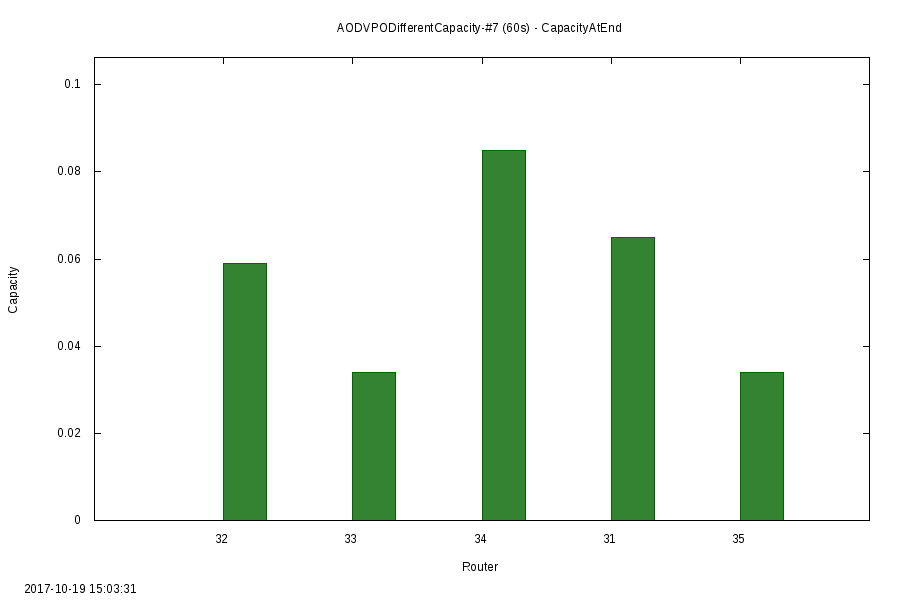 AODVPODifferentCapacity-#7 (60s) - CapacityAtEnd
0.1
0.08
0.06
0.04
0.02
0
Capacity
32 33 34 31 35
Router
2017-10-19 15:03:31